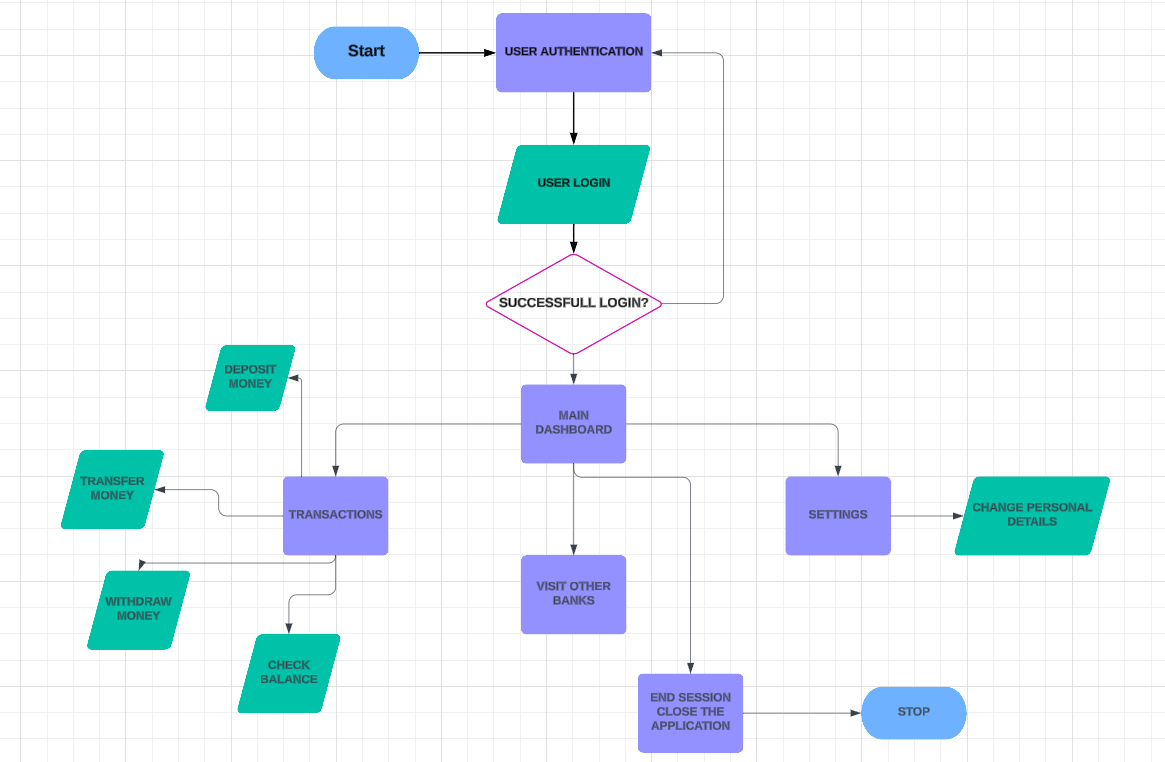 Start
USER AUTHENTICATION
USER LOGIN
SUCCESSFULL LOGIN?
DEPOSIT
MONEY
MAIN
DASHBOARD
TRANSFER
MONEY
TRANSACTIONS
SETTINGS
CHANGE PERSONAL
DETAILS
WITHDRAW
MONEY
VISIT OTHER
BANKS
CHECK
BALANCE
END SESSION
CLOSE THE
APPLICATION
STOP